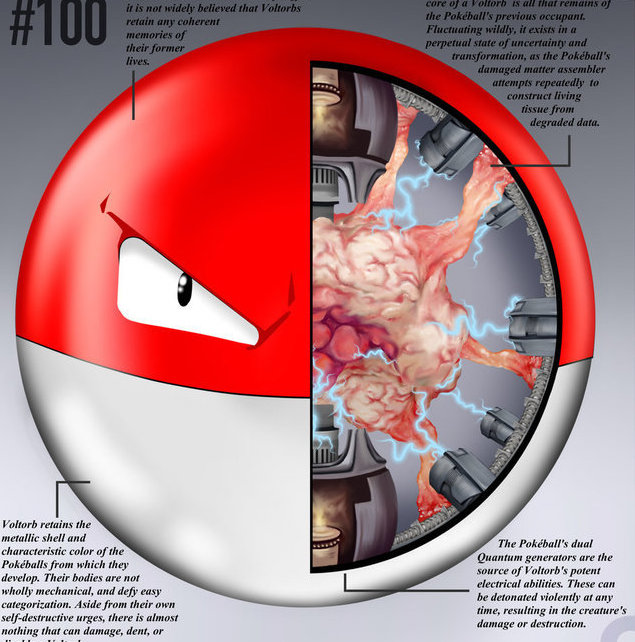 #100
it is not widely believed that Voltorbs
retain any coherent
memories of
their former
lives.
core of a Voltorb is all that remains of
the Pokéball's previous occupant.
Fluctuating wildly, it exists in a
perpetual state of uncertainty and
transformation, as the Pokéball's
damaged matter assembler
attempts repeatedly to
construct living
tissue from
degraded data.
Voltorb retains the
metallic shell and
characteristic color of the
Pokéballs from which they
develop. Their bodies are not
wholly mechanical, and defy easy
categorization. Aside from their own
self-destructive urges, there is almost
nothing that can damage, dent, or
The Pokéball's dual
Quantum generators are the
source of Voltorb's potent
electrical abilities. These can
be detonated violently at any
time, resulting in the creature's
damage or destruction.